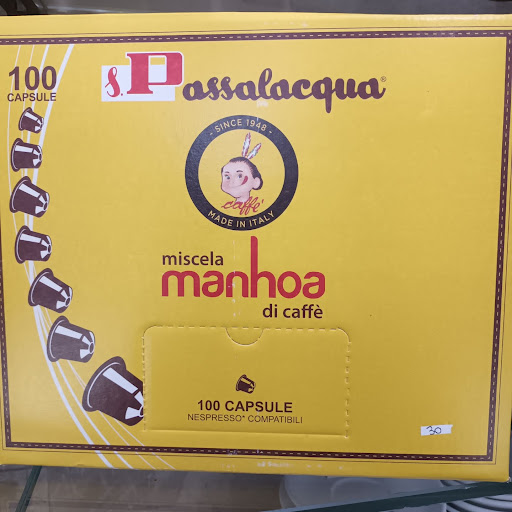 100
CAPSULE
S. Passalacqua®
- SINCE 1948 -
caffè
MADE IN ITALY
miscela
manhoa
di caffè
100 CAPSULE
NESPRESSO* COMPATIBILI
30